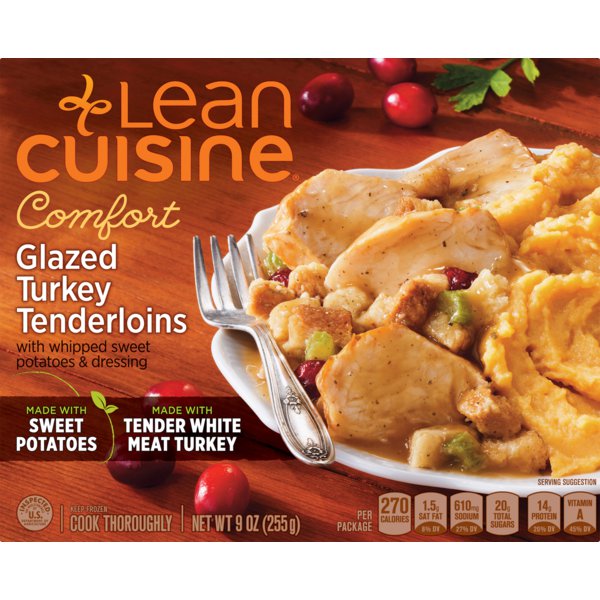 Lean
CUISINE®
Comfort
Glazed
Turkey
Tenderloins
with whipped sweet
potatoes & dressing
MADE WITH
SWEET
POTATOES
MADE WITH
TENDER WHITE
MEAT TURKEY
SERVING SUGGESTION
INSPECTED
U.S.
KEEP FROZEN
COOK THOROUGHLY
NET WT 9 OZ (255g)
PER
PACKAGE
270
CALORIES
1.5g
SAT FAT
8% DV
610mg
SODIUM
27% DV
20g
TOTAL
SUGARS
14g
PROTEIN
20% DV
VITAMIN
A
45% DV